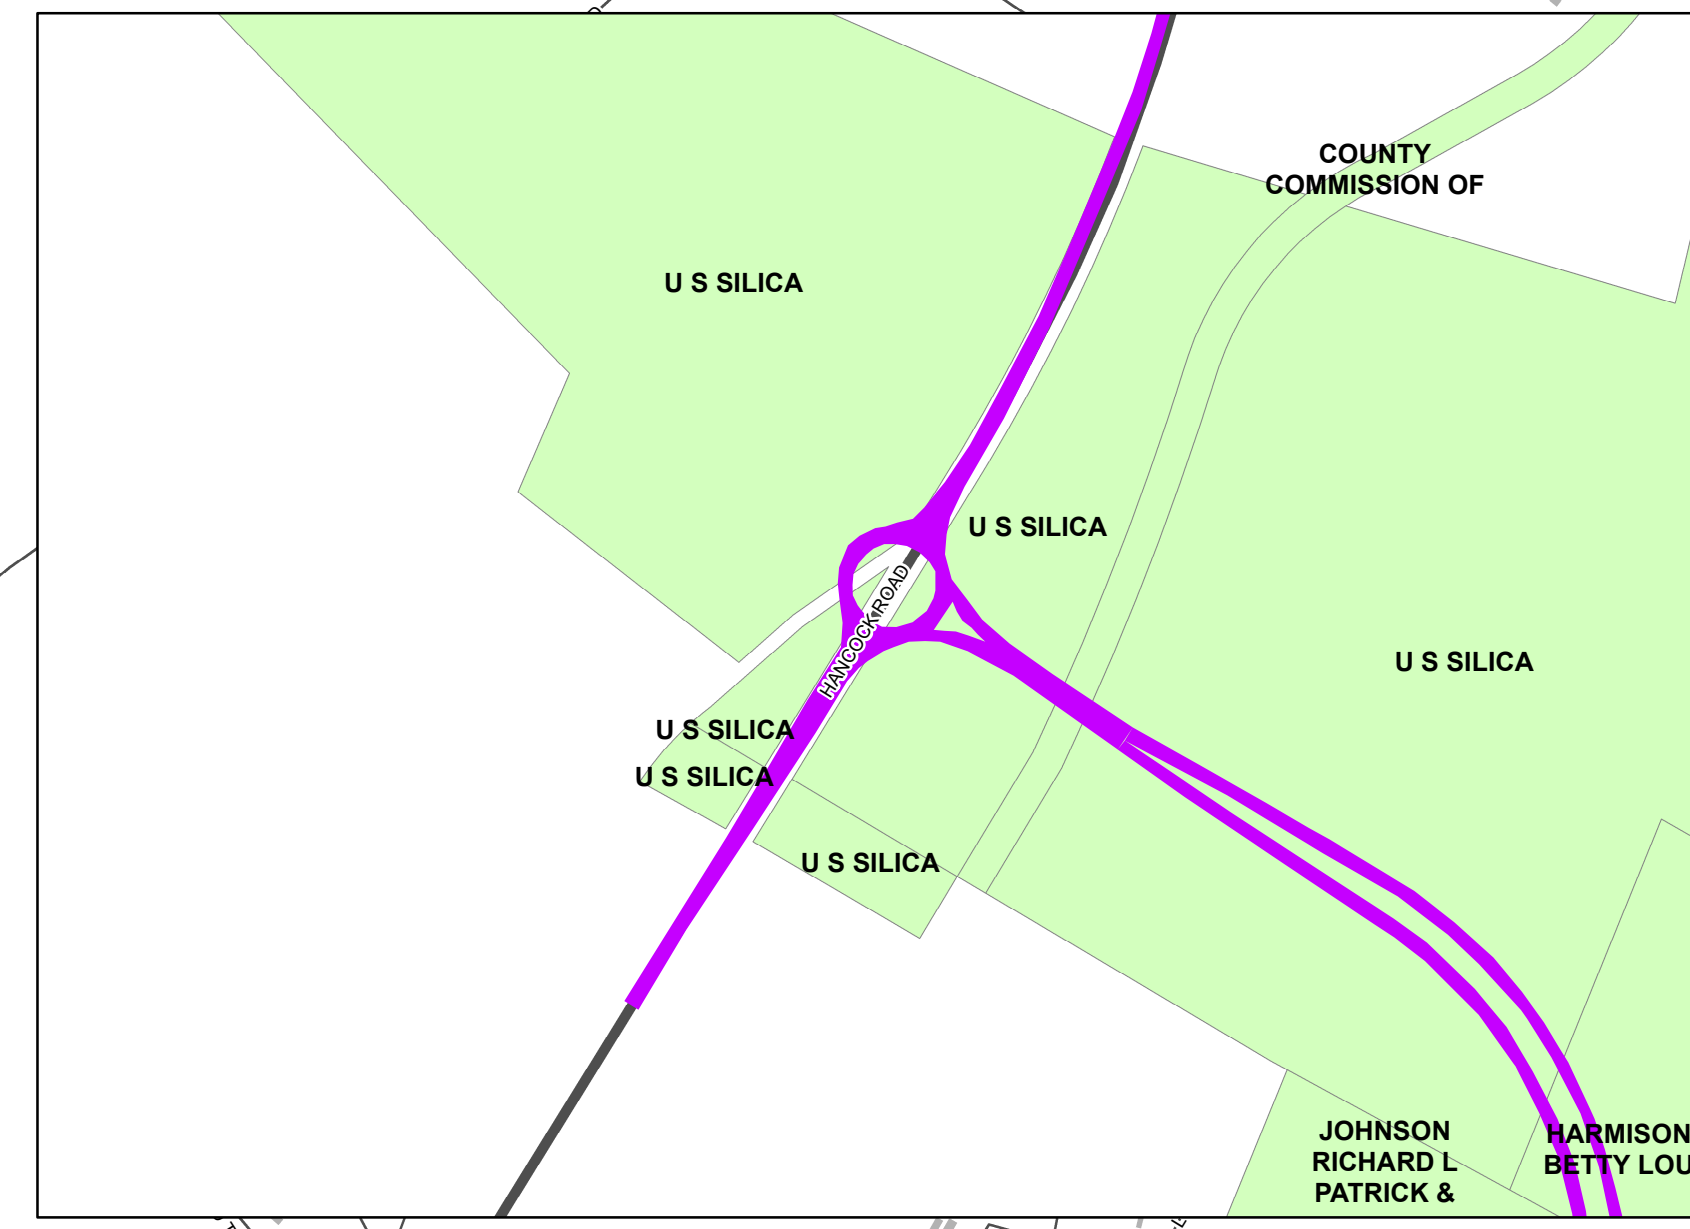 COUNTY
COMMISSION OF
U S SILICA
U S SILICA
HANCOCK ROAD
U S SILICA
U S SILICA
U S SILICA
U S SILICA
JOHNSON
RICHARD L
PATRICK &
HARMISON
BETTY LOU